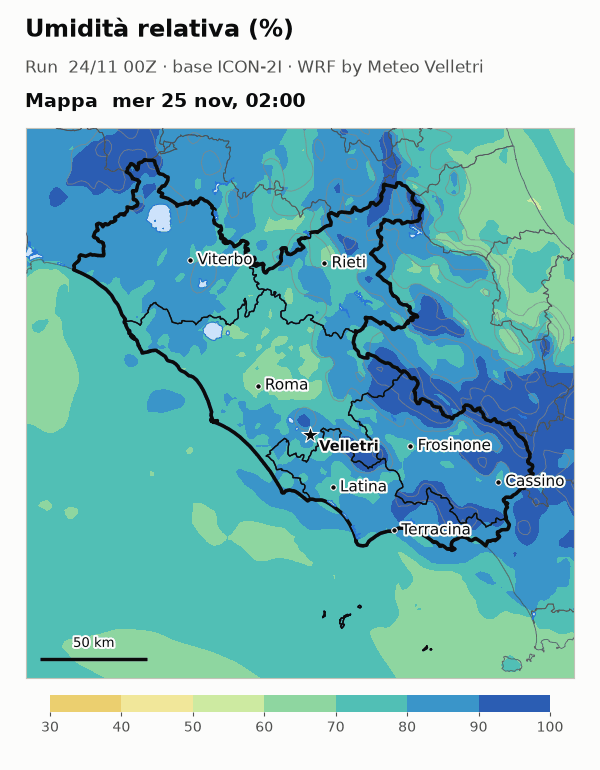 Umidità relativa (%)
Run 24/11 00Z · base ICON-2I · WRF by Meteo Velletri
Mappa mer 25 nov, 02:00
Viterbo
Rieti
Roma
Velletri
Frosinone
Cassino
Latina
Terracina
50 km
30 40 50 60 70 80 90 100